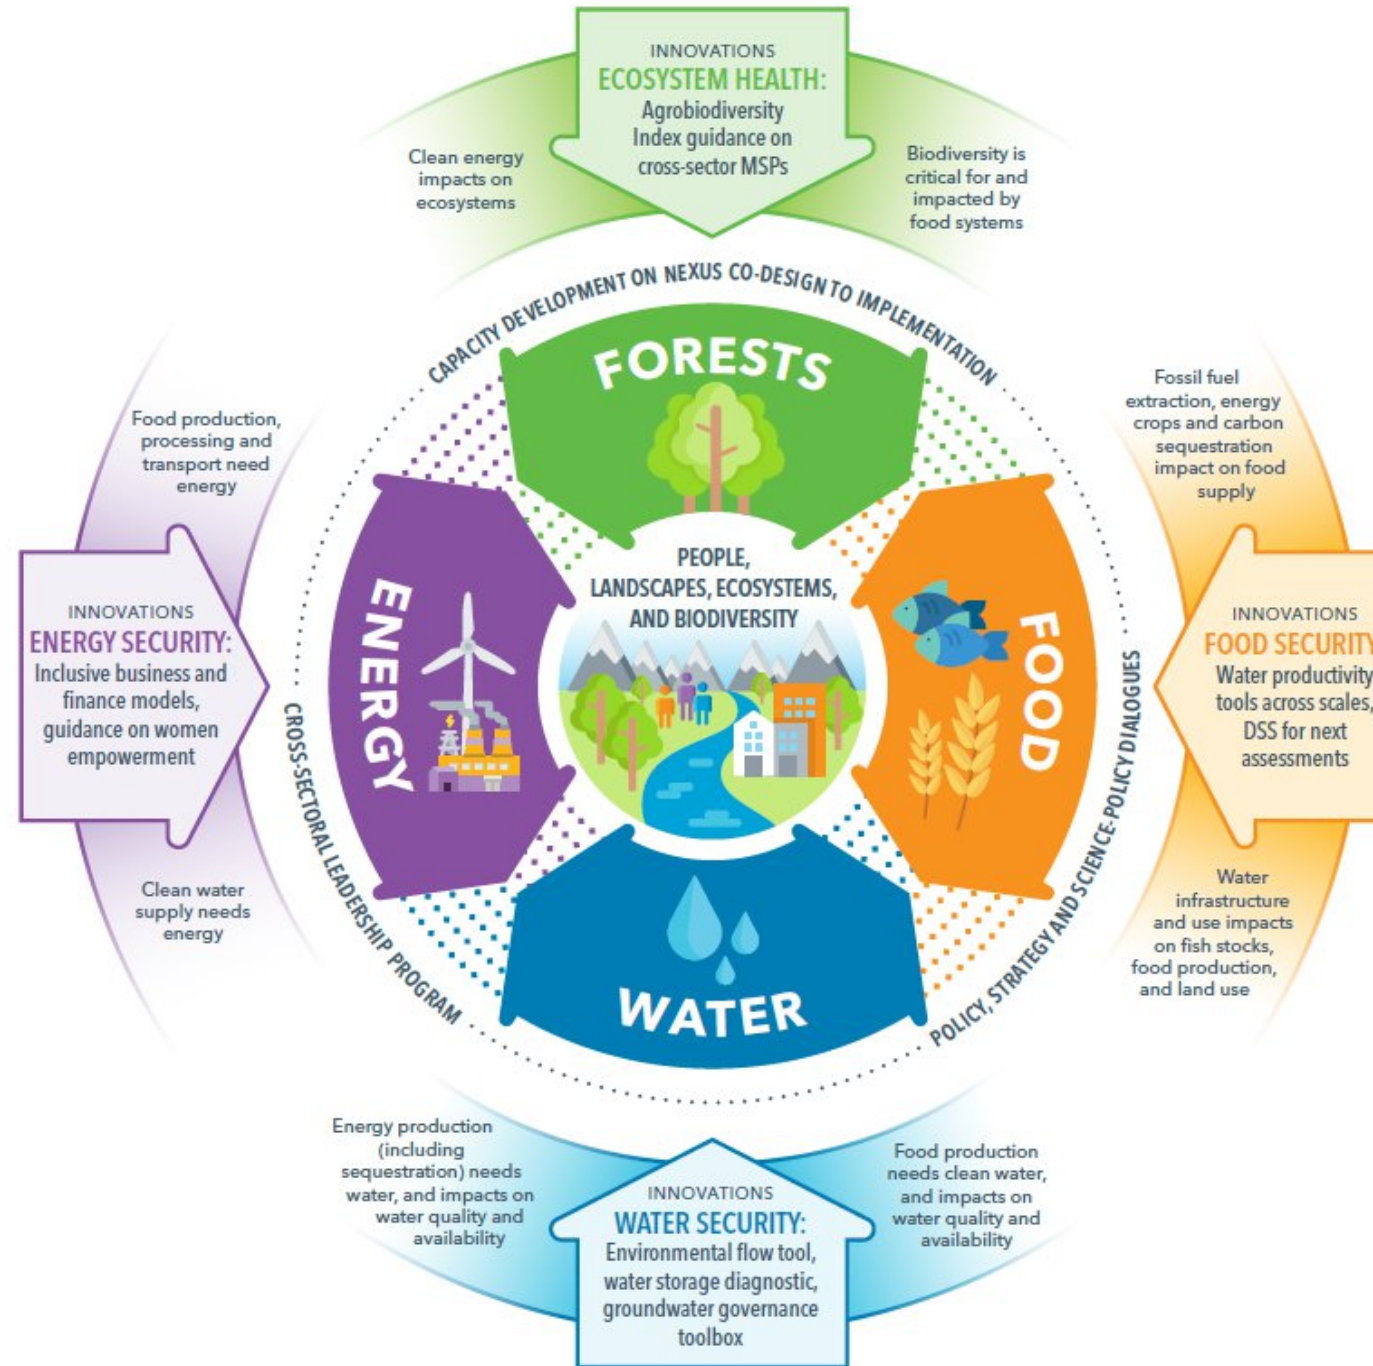 INNOVATIONS
ECOSYSTEM HEALTH:
Agrobiodiversity
Index guidance on
cross-sector MSPs
Clean energy
impacts on
ecosystems
Biodiversity is
critical for and
impacted by
food systems
CAPACITY DEVELOPMENT ON NEXUS CO-DESIGN TO IMPLEMENTATION
FORESTS
Food production,
processing and
transport need
energy
Fossil fuel
extraction, energy
crops and carbon
sequestration
impact on food
supply
PEOPLE,
LANDSCAPES, ECOSYSTEMS,
AND BIODIVERSITY
ENERGY
FOOD
INNOVATIONS
ENERGY SECURITY:
Inclusive business and
finance models,
guidance on women
empowerment
INNOVATIONS
FOOD SECURITY
Water productivity
tools across scales,
DSS for next
assessments
CROSS-SECTORAL LEADERSHIP PROGRAM
POLICY, STRATEGY AND SCIENCE-POLICY DIALOGUES
Clean water
supply needs
energy
Water
infrastructure
and use impacts
on fish stocks,
food production,
and land use
WATER
Energy production
(including
sequestration) needs
water, and impacts on
water quality and
availability
Food production
needs clean water,
and impacts on
water quality and
availability
INNOVATIONS
WATER SECURITY:
Environmental flow tool,
water storage diagnostic,
groundwater governance
toolbox